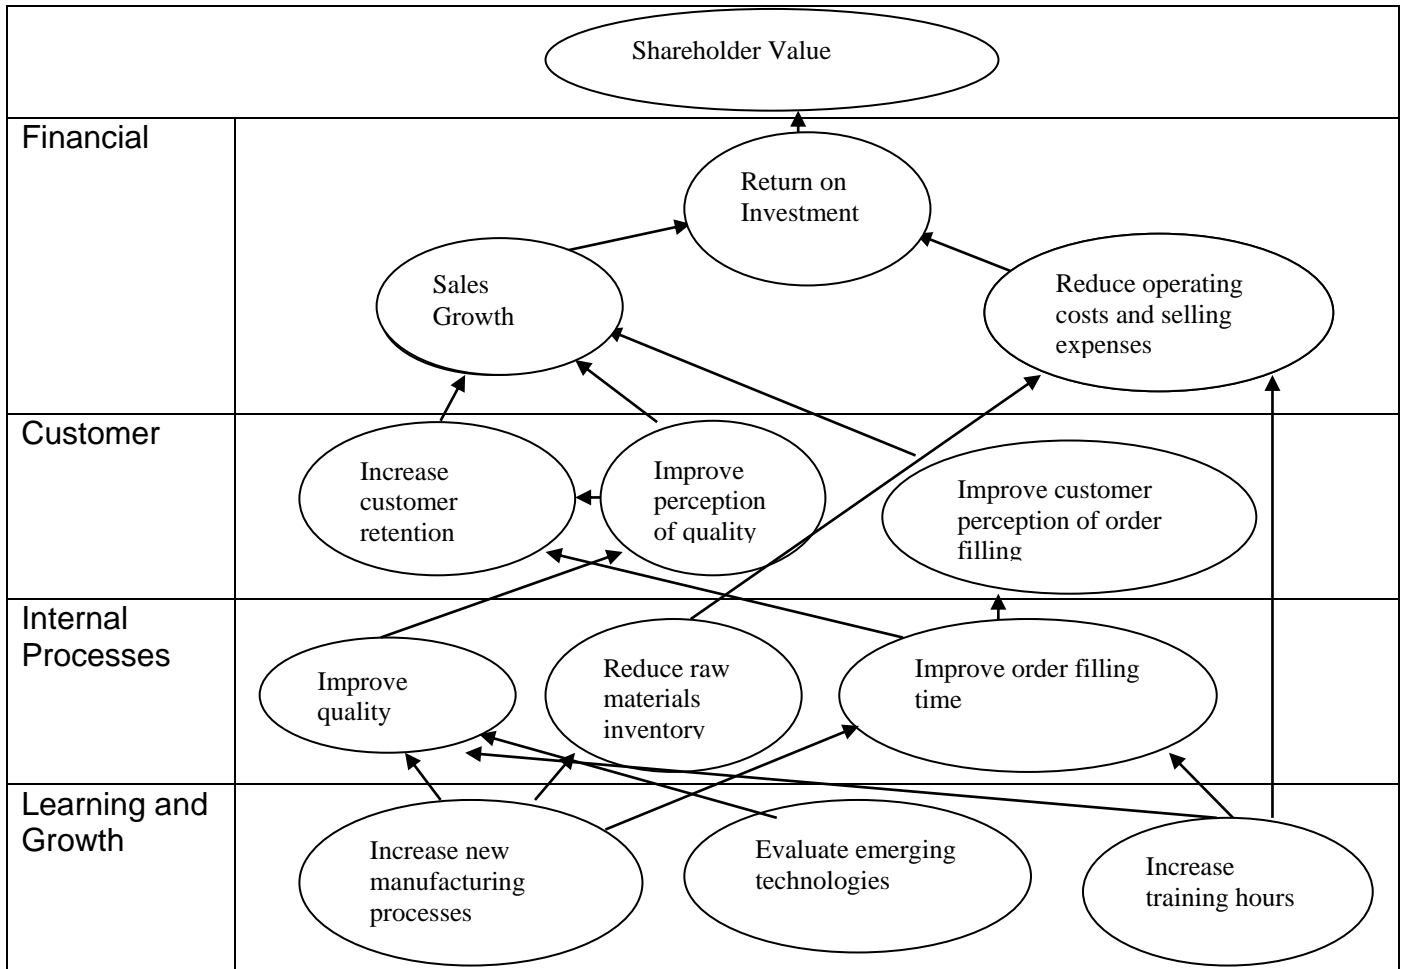 Shareholder Value
Financial
Return on
Investment
Sales
Growth
Reduce operating
costs and selling
expenses
Customer
Increase
customer
retention
Improve
perception
of quality
Improve customer
perception of order
filling
Internal
Processes
Improve
quality
Reduce raw
materials
inventory
Improve order filling
time
Learning and
Growth
Increase new
manufacturing
processes
Evaluate emerging
technologies
Increase
training hours